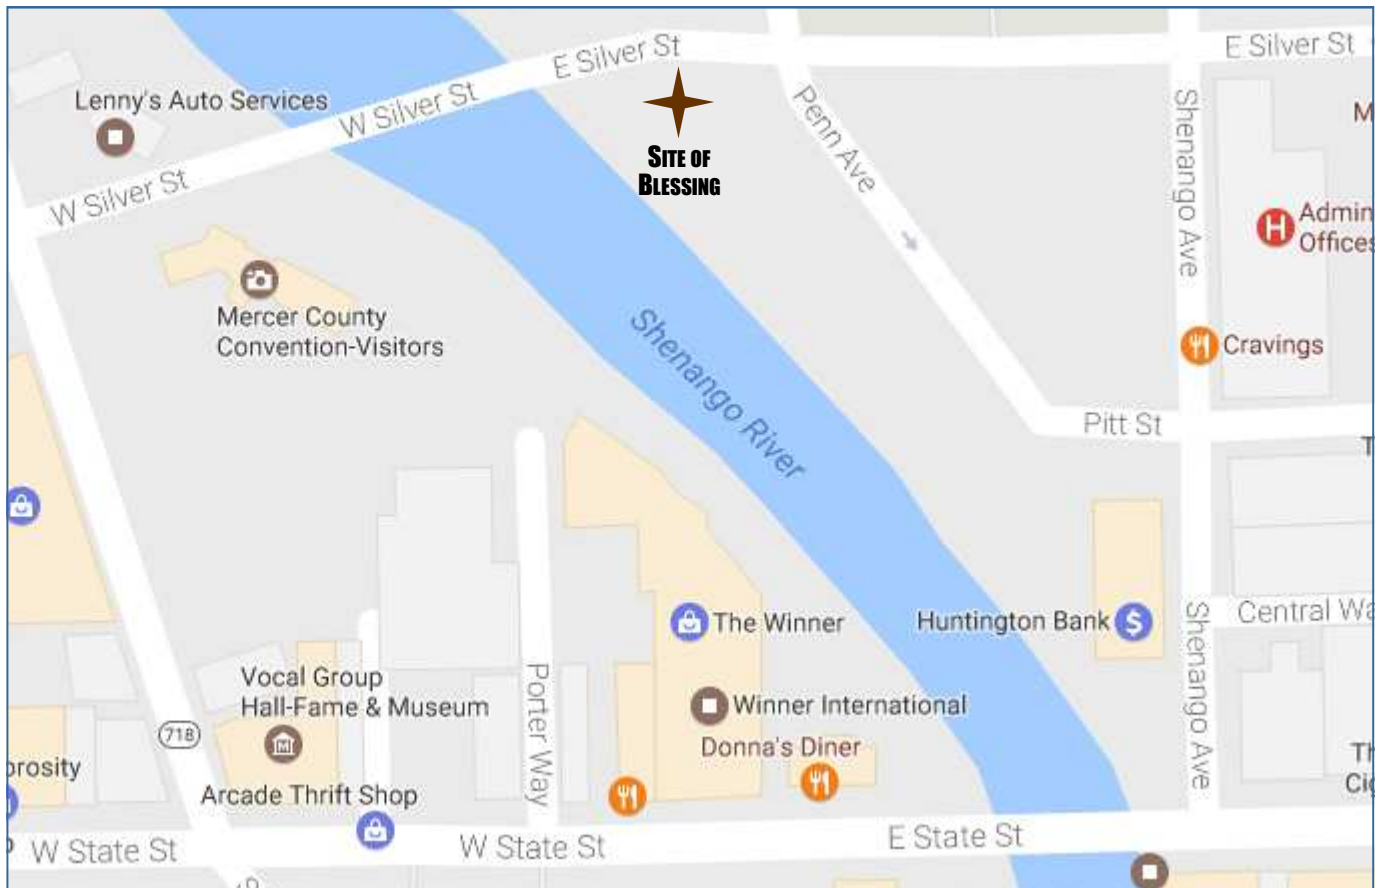 E Silver St
E Silver St
Lenny's Auto Services
W Silver St
Penn Ave
Shenango Ave
M
SITE OF
BLESSING
W Silver St
H
Admin
Offices
Mercer County
Convention-Visitors
Shenango River
Cravings
Pitt St
T
The Winner
Huntington Bank
$
Central Wa
Shenango Ave
Vocal Group
Hall-Fame & Museum
Porter Way
Winner International
718
M
Donna's Diner
orosity
Th
Cig
Arcade Thrift Shop
W State St
W State St
E State St